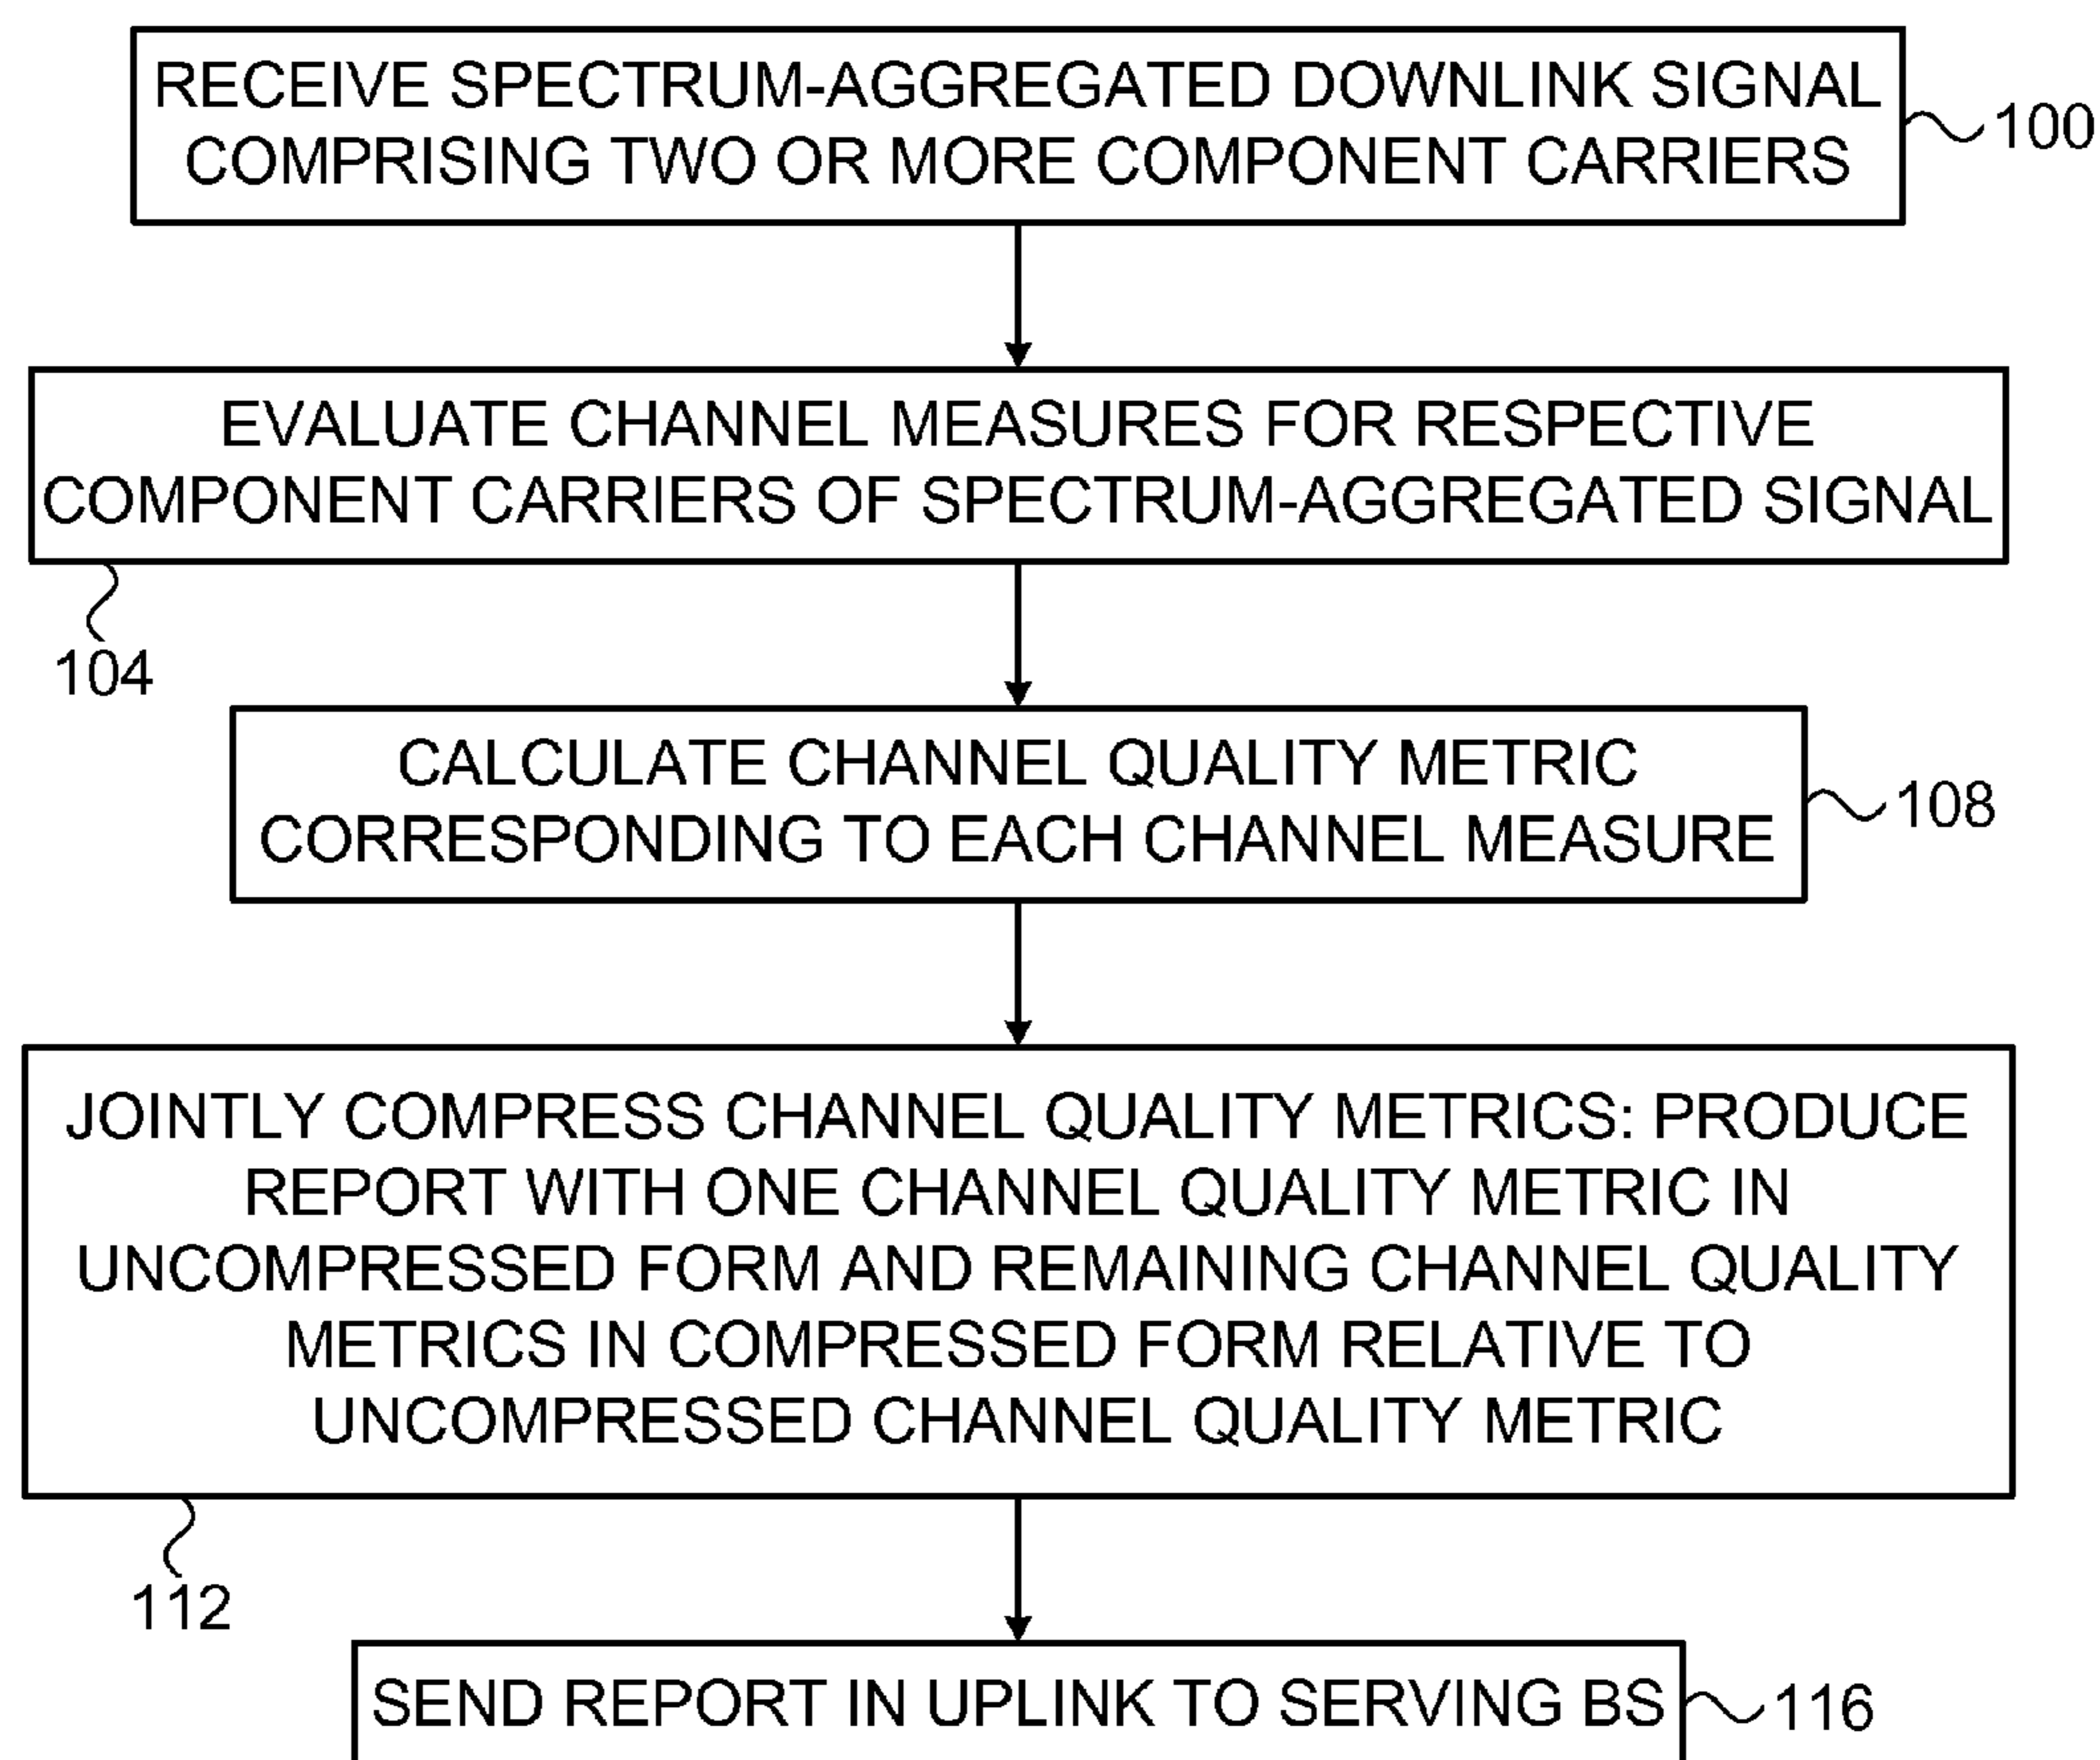 RECEIVE SPECTRUM-AGGREGATED DOWNLINK SIGNAL
COMPRISING TWO OR MORE COMPONENT CARRIERS
100
EVALUATE CHANNEL MEASURES FOR RESPECTIVE
COMPONENT CARRIERS OF SPECTRUM-AGGREGATED SIGNAL
104
CALCULATE CHANNEL QUALITY METRIC
CORRESPONDING TO EACH CHANNEL MEASURE
108
JOINTLY COMPRESS CHANNEL QUALITY METRICS: PRODUCE
REPORT WITH ONE CHANNEL QUALITY METRIC IN
UNCOMPRESSED FORM AND REMAINING CHANNEL QUALITY
METRICS IN COMPRESSED FORM RELATIVE TO
UNCOMPRESSED CHANNEL QUALITY METRIC
112
SEND REPORT IN UPLINK TO SERVING BS
116